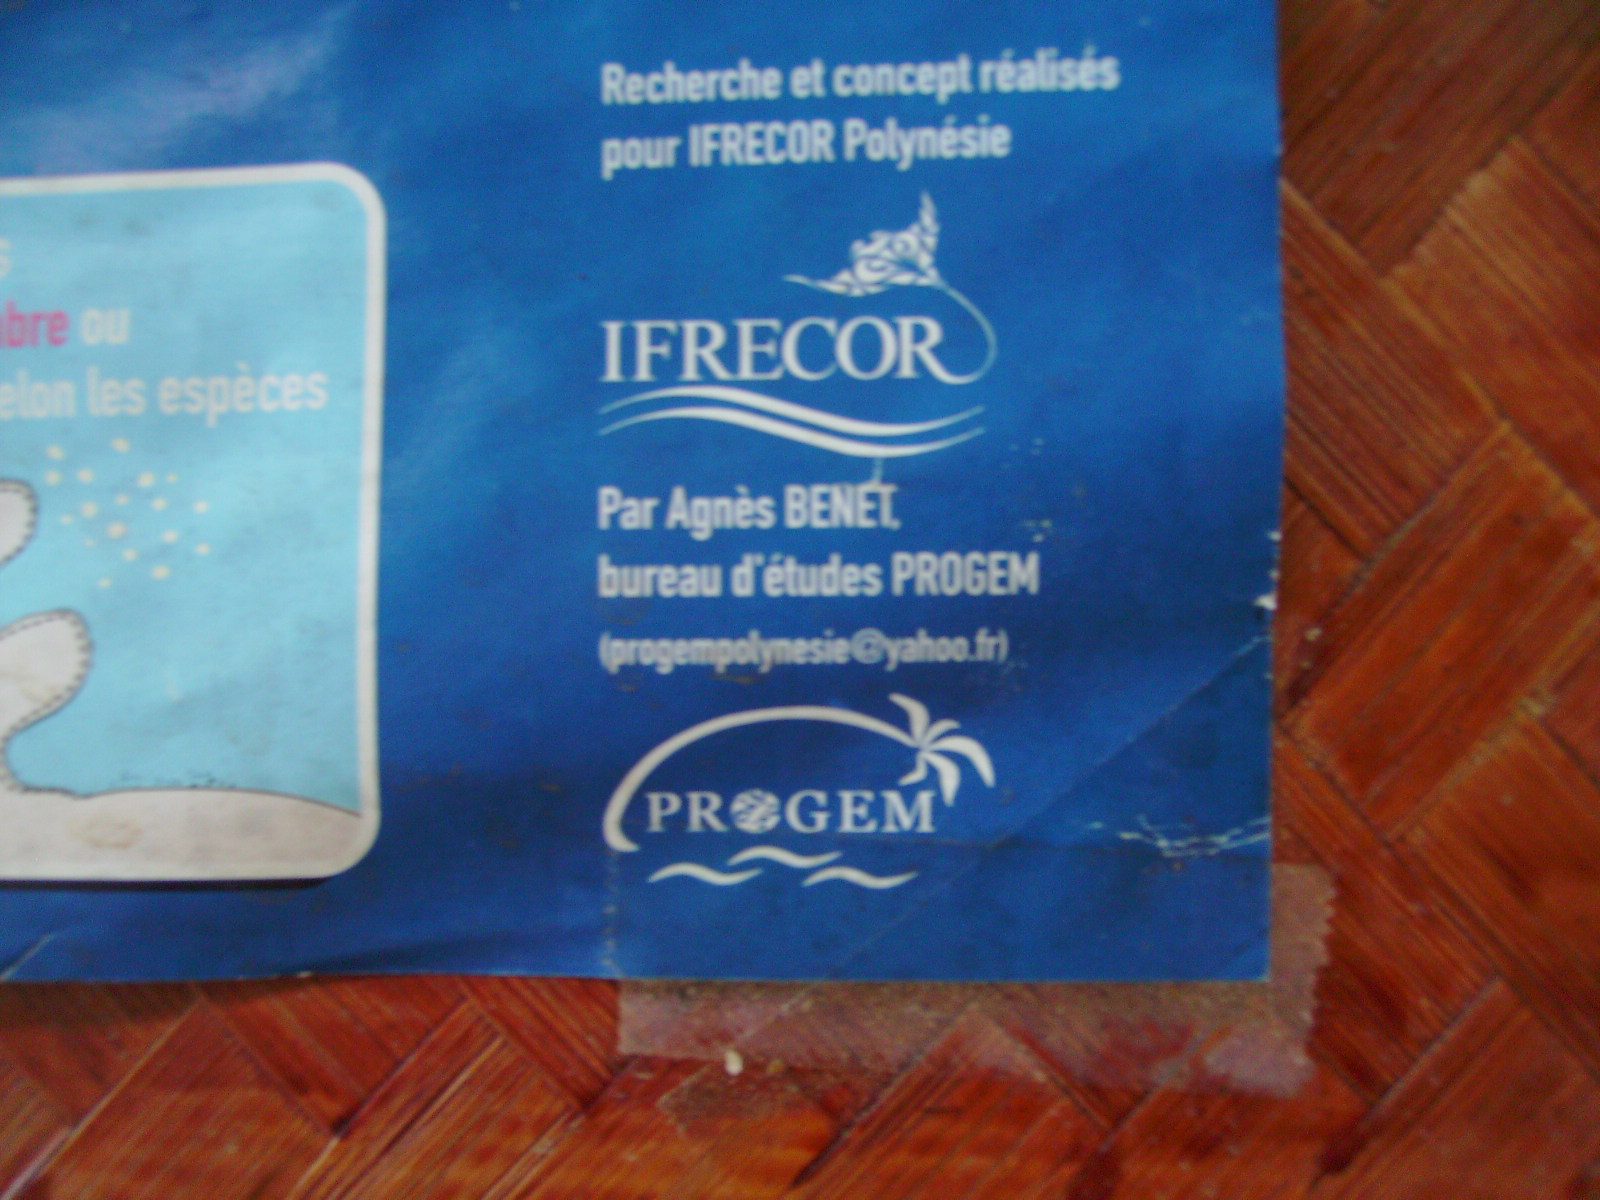 Recherche et concept réalisés
pour IFRECOR Polynésie
IFRECOR
Par Agnès BENET,
bureau d'études PROGEM
(progempolynesie@yahoo.fr)
PROGEM
s
bre ou
elon les espèces